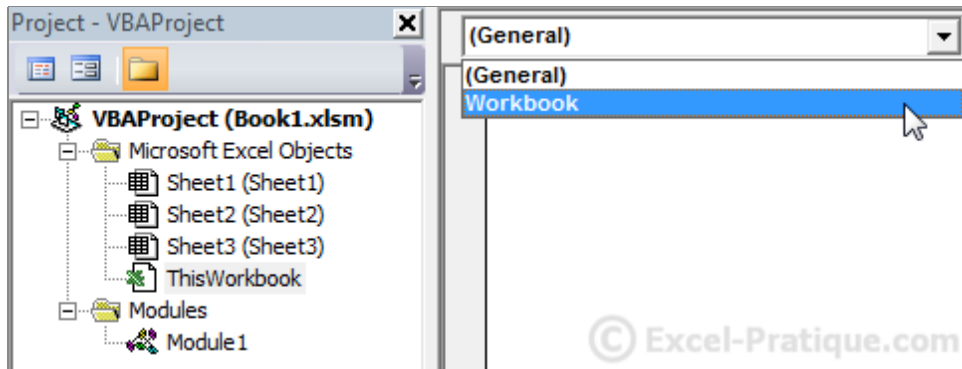 Project - VBAProject
VBAProject (Book1.xlsm)
Microsoft Excel Objects
Sheet1 (Sheet1)
Sheet2 (Sheet2)
Sheet3 (Sheet3)
ThisWorkbook
Modules
Module1
(General)
(General)
Workbook
© Excel-Pratique.com